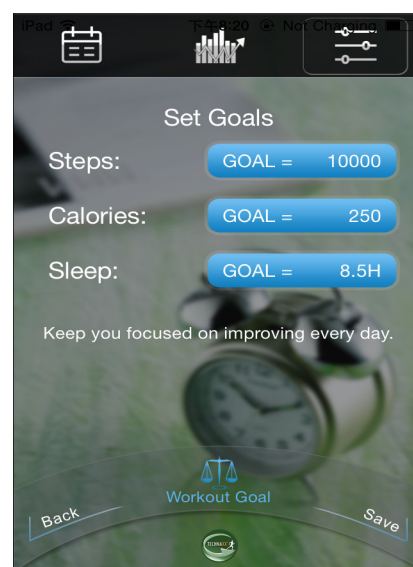 iPad 下午8:20 Not Charging
Set Goals
Steps: GOAL = 10000
Calories: GOAL = 250
Sleep: GOAL = 8.5H
Keep you focused on improving every day.
Workout Goal
Back
Save